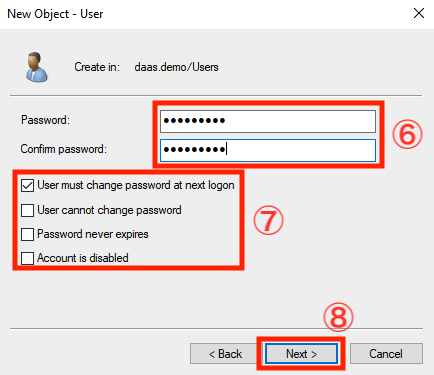 New Object - User
Create in: daas.demo/Users
Password: ●●●●●●●●●
⑥
Confirm password: ●●●●●●●●●
User must change password at next logon
User cannot change password
⑦
Password never expires
Account is disabled
⑧
< Back Next > Cancel